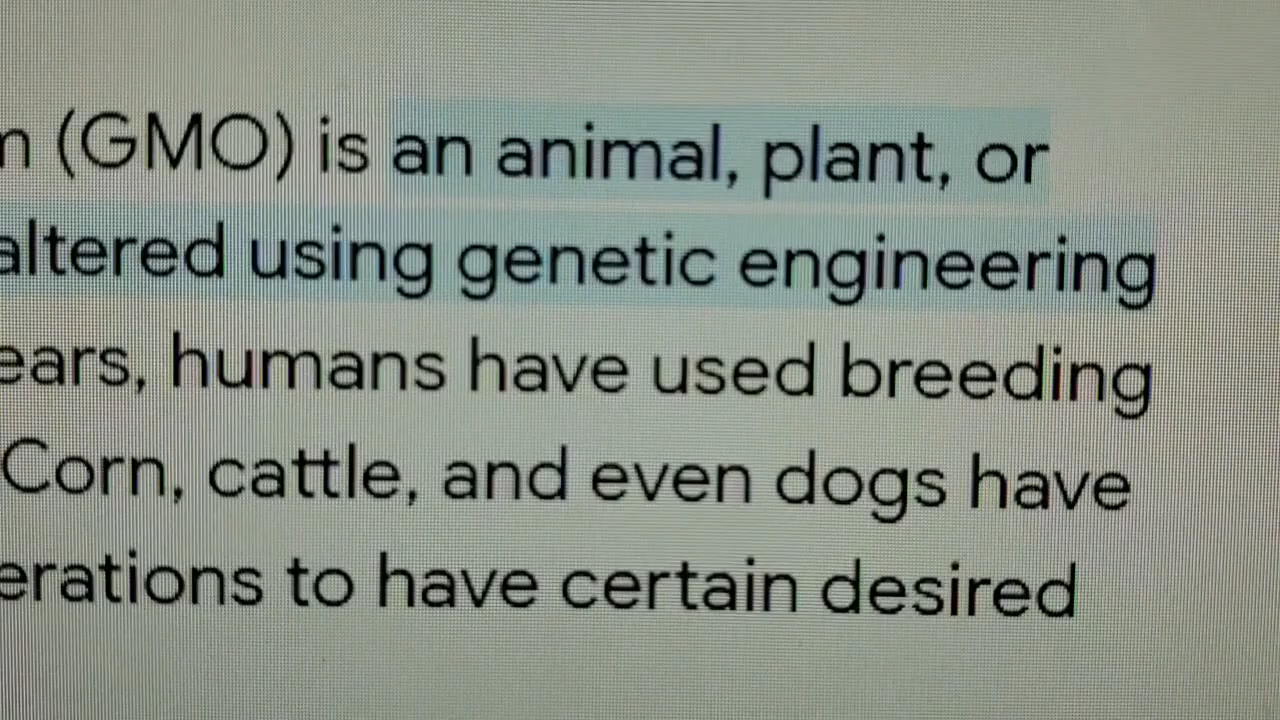 (GMO) is an animal, plant, or
altered using genetic engineering
ears, humans have used breeding
Corn, cattle, and even dogs have
erations to have certain desired